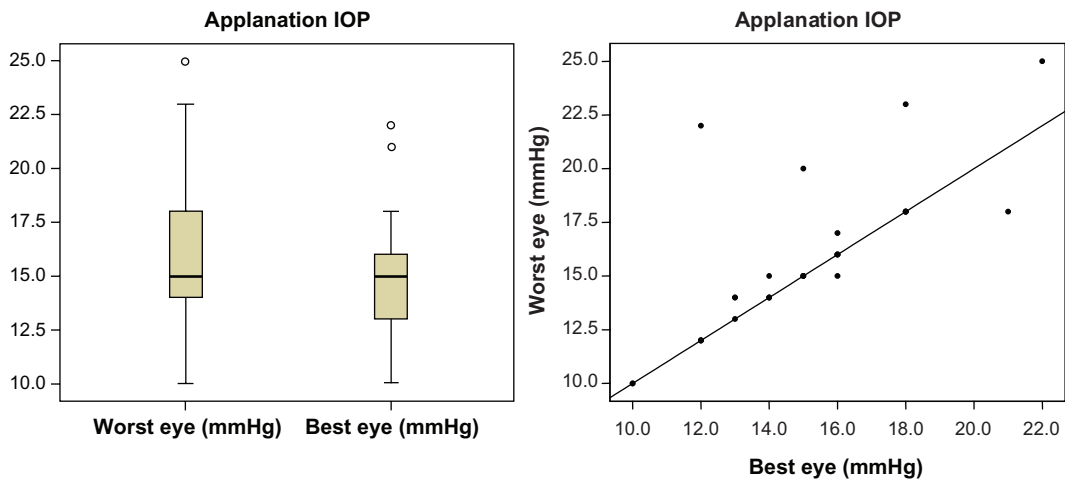 Applanation IOP
25.0
22.5
20.0
17.5
15.0
12.5
10.0
Worst eye (mmHg) Best eye (mmHg)
Applanation IOP
Worst eye (mmHg)
25.0
22.5
20.0
17.5
15.0
12.5
10.0
10.0 12.0 14.0 16.0 18.0 20.0 22.0
Best eye (mmHg)